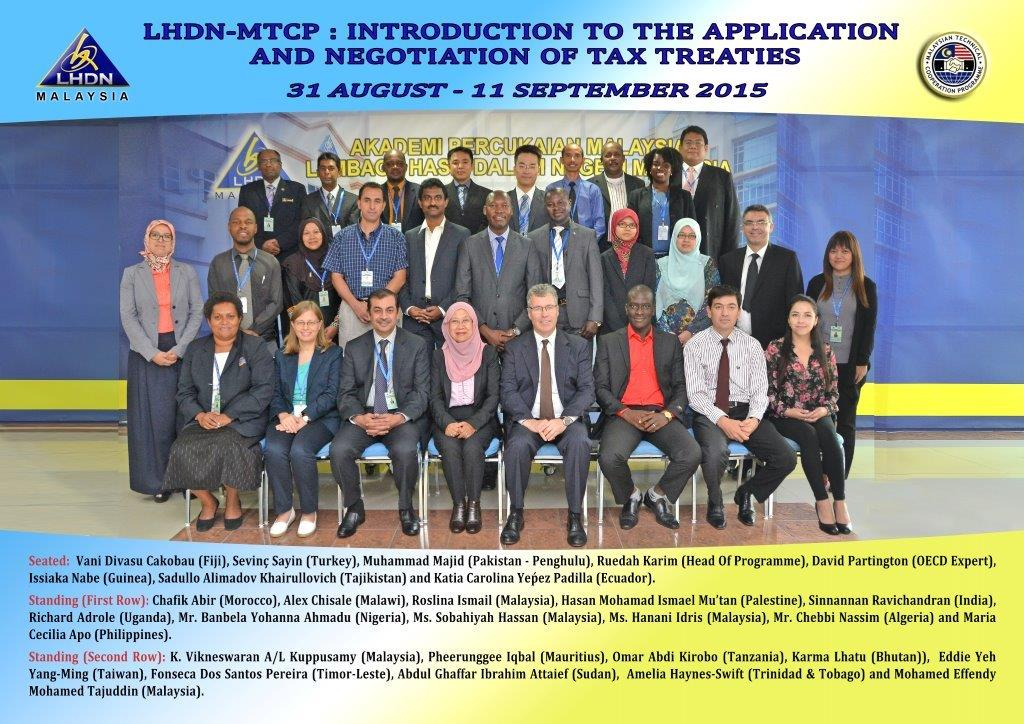 LHDN-MTCP : INTRODUCTION TO THE APPLICATION
AND NEGOTIATION OF TAX TREATIES
31 AUGUST - 11 SEPTEMBER 2015
LHDN
MALAYSIA
MALAYSIAN TECHNICAL
COOPERATION PROGRAMME
AKADEMI PERCUKAIAN MALAYSIA
LHDN
Seated: Vani Divasu Cakobau (Fiji), Sevinç Sayin (Turkey), Muhammad Majid (Pakistan - Penghulu), Ruedah Karim (Head Of Programme), David Partington (OECD Expert),
Issiaka Nabe (Guinea), Sadullo Alimadov Khairullovich (Tajikistan) and Katia Carolina Yeṕez Padilla (Ecuador).
Standing (First Row): Chafik Abir (Morocco), Alex Chisale (Malawi), Roslina Ismail (Malaysia), Hasan Mohamad Ismael Mu'tan (Palestine), Sinnannan Ravichandran (India),
Richard Adrole (Uganda), Mr. Banbela Yohanna Ahmadu (Nigeria), Ms. Sobahiyah Hassan (Malaysia), Ms. Hanani Idris (Malaysia), Mr. Chebbi Nassim (Algeria) and Maria
Cecilia Apo (Philippines).
Standing (Second Row): K. Vikneswaran A/L Kuppusamy (Malaysia), Pheerunggee Iqbal (Mauritius), Omar Abdi Kirobo (Tanzania), Karma Lhatu (Bhutan)), Eddie Yeh
Yang-Ming (Taiwan), Fonseca Dos Santos Pereira (Timor-Leste), Abdul Ghaffar Ibrahim Attaief (Sudan), Amelia Haynes-Swift (Trinidad & Tobago) and Mohamed Effendy
Mohamed Tajuddin (Malaysia).